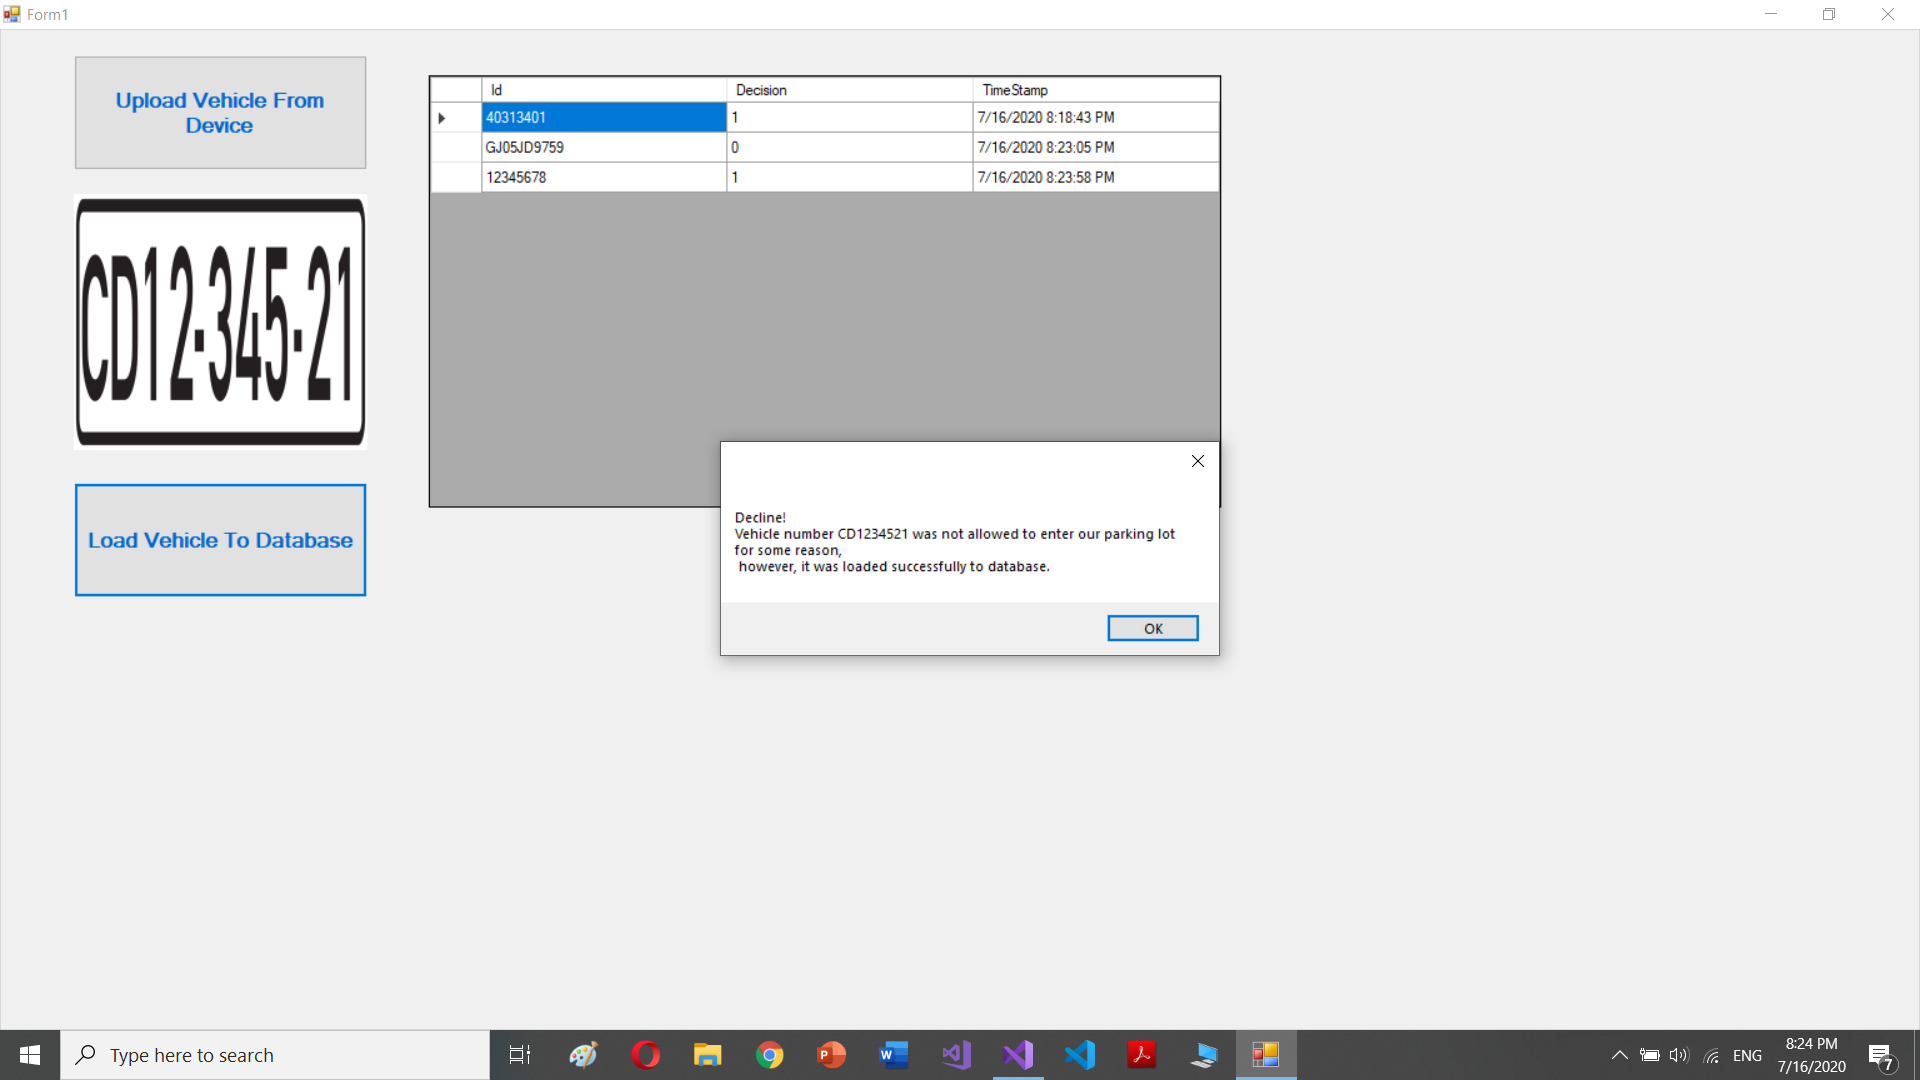 Form1
Upload Vehicle From
Device
CD12-345-21
Load Vehicle To Database
Id Decision TimeStamp
40313401 1 7/16/2020 8:18:43 PM
GJ05JD9759 0 7/16/2020 8:23:05 PM
12345678 1 7/16/2020 8:23:58 PM
Decline!
Vehicle number CD1234521 was not allowed to enter our parking lot
for some reason,
however, it was loaded successfully to database.
OK
Type here to search
ENG
8:24 PM
7/16/2020
7